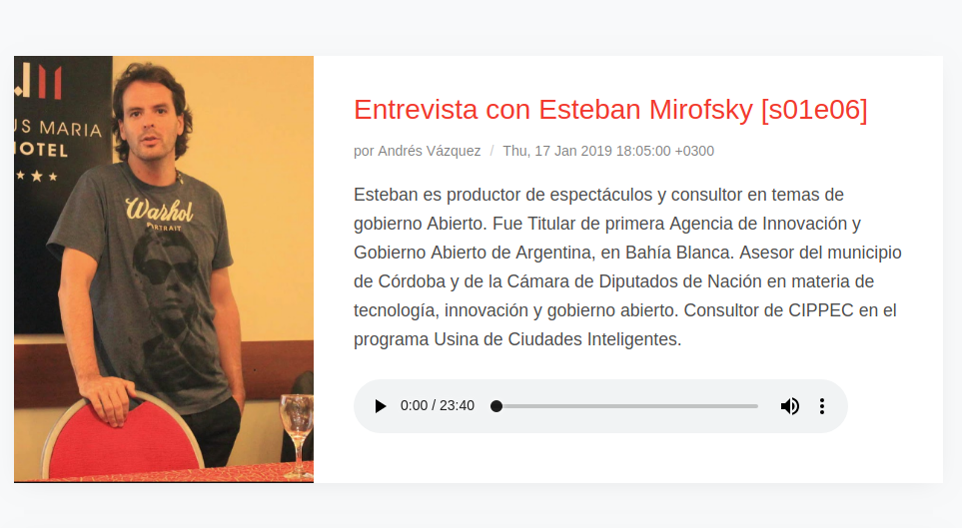 US MARIA
HOTEL
Warhol
PORTRAIT
Entrevista con Esteban Mirofsky [s01e06]
por Andrés Vázquez / Thu, 17 Jan 2019 18:05:00 +0300
Esteban es productor de espectáculos y consultor en temas de
gobierno Abierto. Fue Titular de primera Agencia de Innovación y
Gobierno Abierto de Argentina, en Bahía Blanca. Asesor del municipio
de Córdoba y de la Cámara de Diputados de Nación en materia de
tecnología, innovación y gobierno abierto. Consultor de CIPPEC en el
programa Usina de Ciudades Inteligentes.
0:00 / 23:40